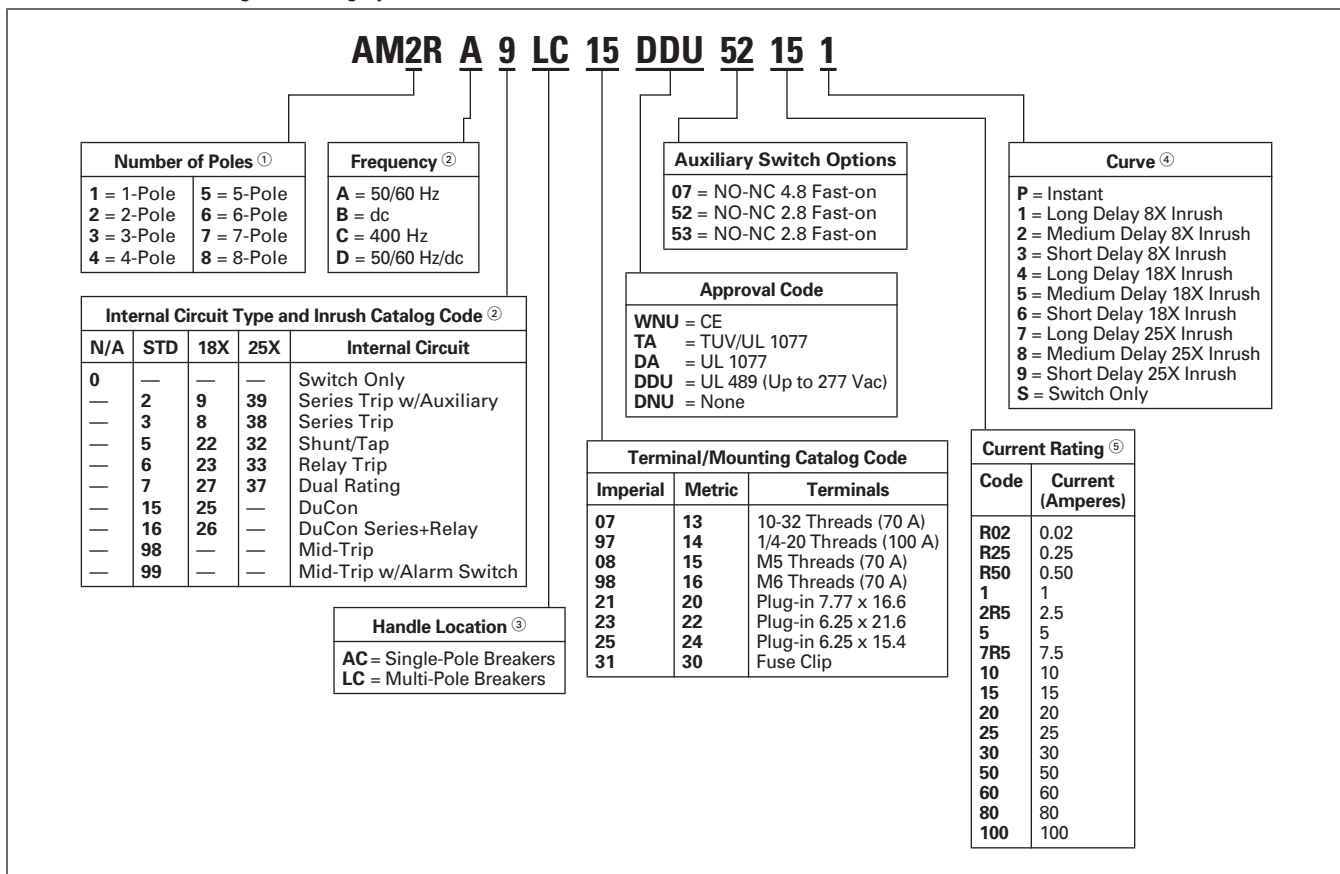 AM2R A 9 LC 15 DDU 52 15 1
Number of Poles ①
1 = 1-Pole 5 = 5-Pole
2 = 2-Pole 6 = 6-Pole
3 = 3-Pole 7 = 7-Pole
4 = 4-Pole 8 = 8-Pole
Frequency ②
A = 50/60 Hz
B = dc
C = 400 Hz
D = 50/60 Hz/dc
Auxiliary Switch Options
07 = NO-NC 4.8 Fast-on
52 = NO-NC 2.8 Fast-on
53 = NO-NC 2.8 Fast-on
Curve ④
P = Instant
1 = Long Delay 8X Inrush
2 = Medium Delay 8X Inrush
3 = Short Delay 8X Inrush
4 = Long Delay 18X Inrush
5 = Medium Delay 18X Inrush
6 = Short Delay 18X Inrush
7 = Long Delay 25X Inrush
8 = Medium Delay 25X Inrush
9 = Short Delay 25X Inrush
S = Switch Only
Internal Circuit Type and Inrush Catalog Code ②
N/A STD 18X 25X Internal Circuit
0 — — — Switch Only
— 2 9 39 Series Trip w/Auxiliary
— 3 8 38 Series Trip
— 5 22 32 Shunt/Tap
— 6 23 33 Relay Trip
— 7 27 37 Dual Rating
— 15 25 — DuCon
— 16 26 — DuCon Series+Relay
— 98 — — Mid-Trip
— 99 — — Mid-Trip w/Alarm Switch
Approval Code
WNU = CE
TA = TUV/UL 1077
DA = UL 1077
DDU = UL 489 (Up to 277 Vac)
DNU = None
Handle Location ③
AC = Single-Pole Breakers
LC = Multi-Pole Breakers
Terminal/Mounting Catalog Code
Imperial Metric Terminals
07 13 10-32 Threads (70 A)
97 14 1/4-20 Threads (100 A)
08 15 M5 Threads (70 A)
98 16 M6 Threads (70 A)
21 20 Plug-in 7.77 x 16.6
23 22 Plug-in 6.25 x 21.6
25 24 Plug-in 6.25 x 15.4
31 30 Fuse Clip
Current Rating ⑤
Code Current (Amperes)
R02 0.02
R25 0.25
R50 0.50
1 1
2R5 2.5
5 5
7R5 7.5
10 10
15 15
20 20
25 25
30 30
50 50
60 60
80 80
100 100